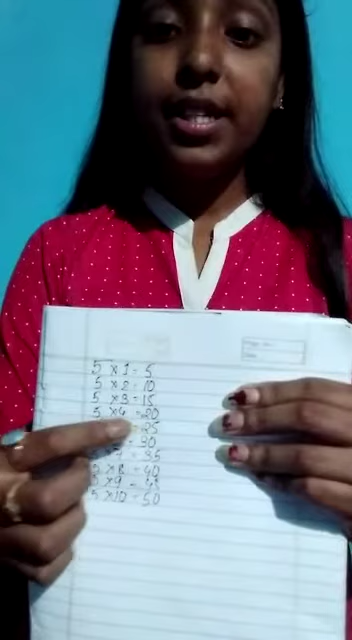 5 × 1 = 5
5 × 2 = 10
5 × 3 = 15
5 × 4 = 20
= 25
= 30
= 35
5 × 8 = 40
5 × 9 = 45
5 × 10 = 50